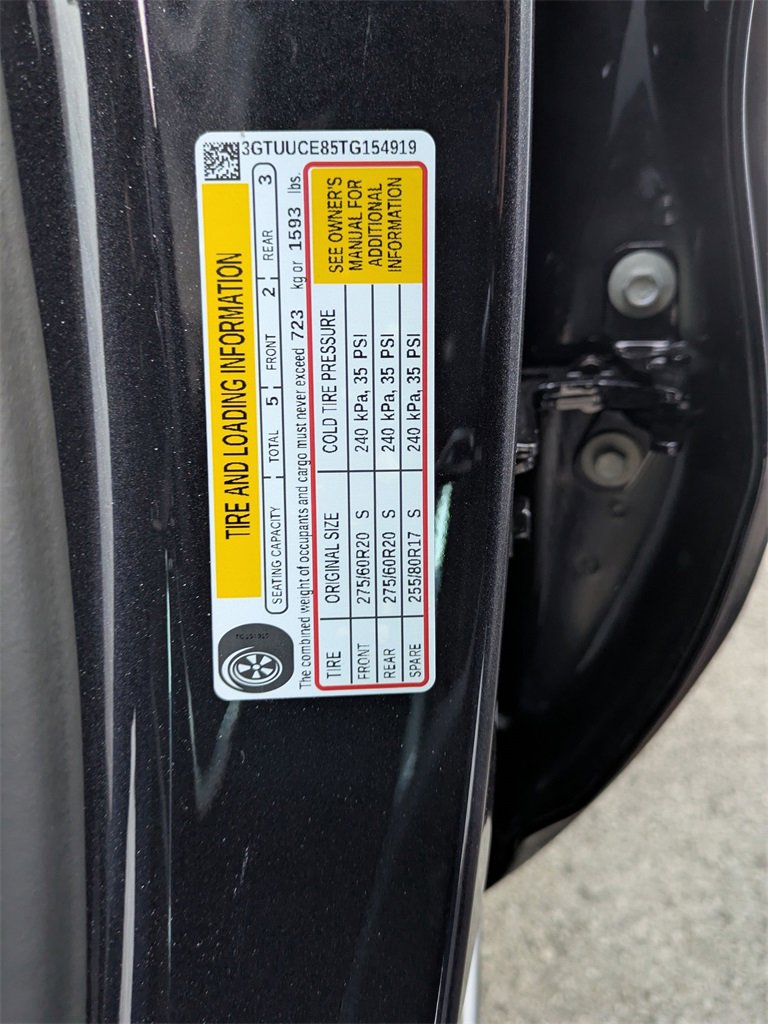 3GTUUCE85TG154919
TIRE AND LOADING INFORMATION
SEATING CAPACITY TOTAL 5 FRONT 2 REAR 3
The combined weight of occupants and cargo must never exceed 723 kg or 1593 lbs.
TIRE ORIGINAL SIZE COLD TIRE PRESSURE
FRONT 275/60R20 S 240 kPa, 35 PSI
REAR 275/60R20 S 240 kPa, 35 PSI
SPARE 255/80R17 S 240 kPa, 35 PSI
SEE OWNER'S
MANUAL FOR
ADDITIONAL
INFORMATION